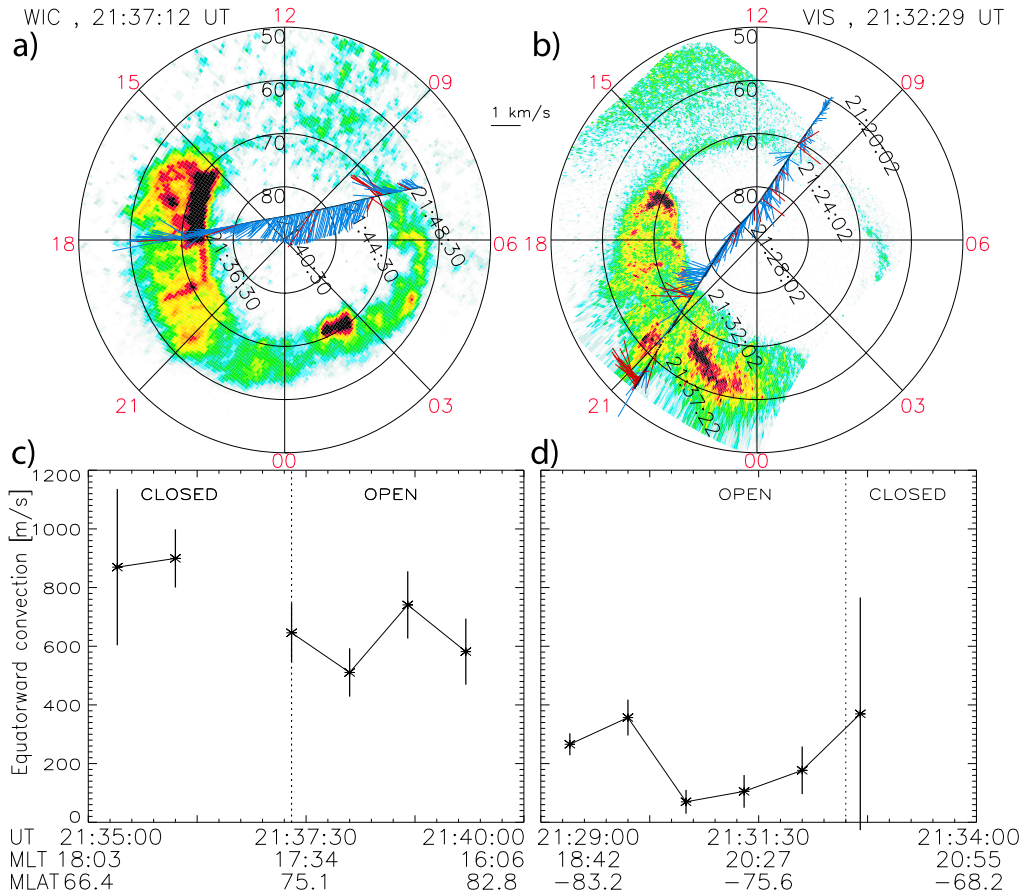 WIC , 21:37:12 UT
VIS , 21:32:29 UT
a)
12
50
15
09
60
70
80
18
06
21:48:30
:44:30
:40:30
21:36:30
21
03
00
1 km/s
b)
12
50
15
09
60
70
80
18
06
21:20:02
21:24:02
21:28:02
21:32:02
21:37:22
21
03
00
c)
d)
Equatorward convection [m/s]
1200
1000
800
600
400
200
0
CLOSED
OPEN
OPEN
CLOSED
UT 21:35:00 21:37:30 21:40:00 21:29:00 21:31:30 21:34:00
MLT 18:03 17:34 16:06 18:42 20:27 20:55
MLAT 66.4 75.1 82.8 −83.2 −75.6 −68.2